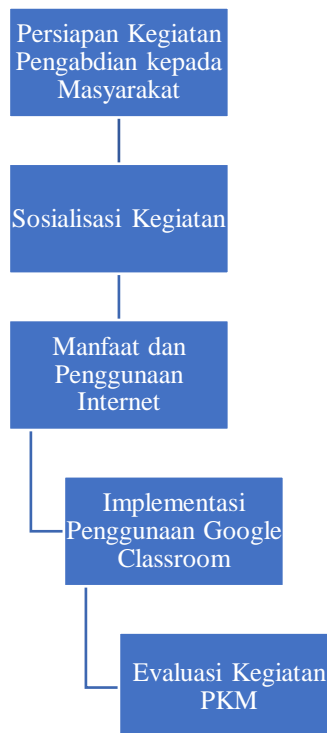 Persiapan Kegiatan
Pengabdian kepada
Masyarakat
Sosialisasi Kegiatan
Manfaat dan
Penggunaan
Internet
Implementasi
Penggunaan Google
Classroom
Evaluasi Kegiatan
PKM